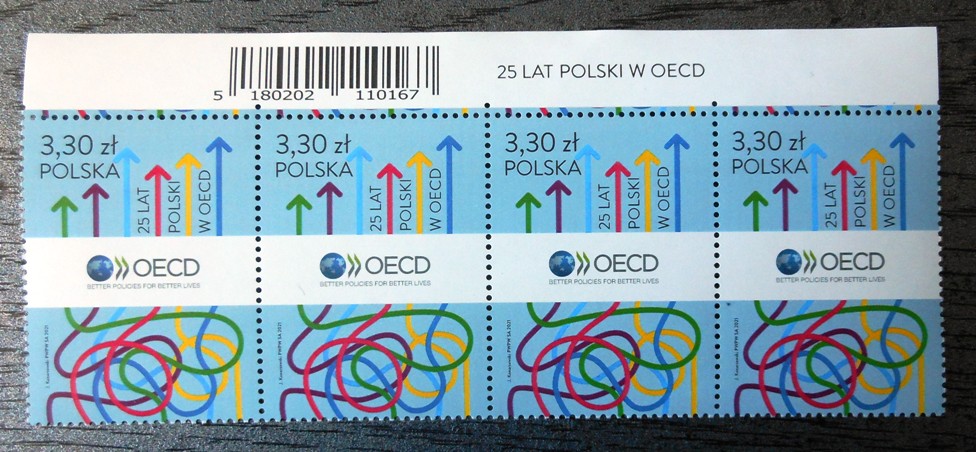 5 180202 110167
25 LAT POLSKI W OECD
3,30 zł
POLSKA
25 LAT
POLSKI
W OECD
OECD
BETTER POLICIES FOR BETTER LIVES
3,30 zł
POLSKA
25 LAT
POLSKI
W OECD
OECD
BETTER POLICIES FOR BETTER LIVES
3,30 zł
POLSKA
25 LAT
POLSKI
W OECD
OECD
BETTER POLICIES FOR BETTER LIVES
3,30 zł
POLSKA
25 LAT
POLSKI
W OECD
OECD
BETTER POLICIES FOR BETTER LIVES